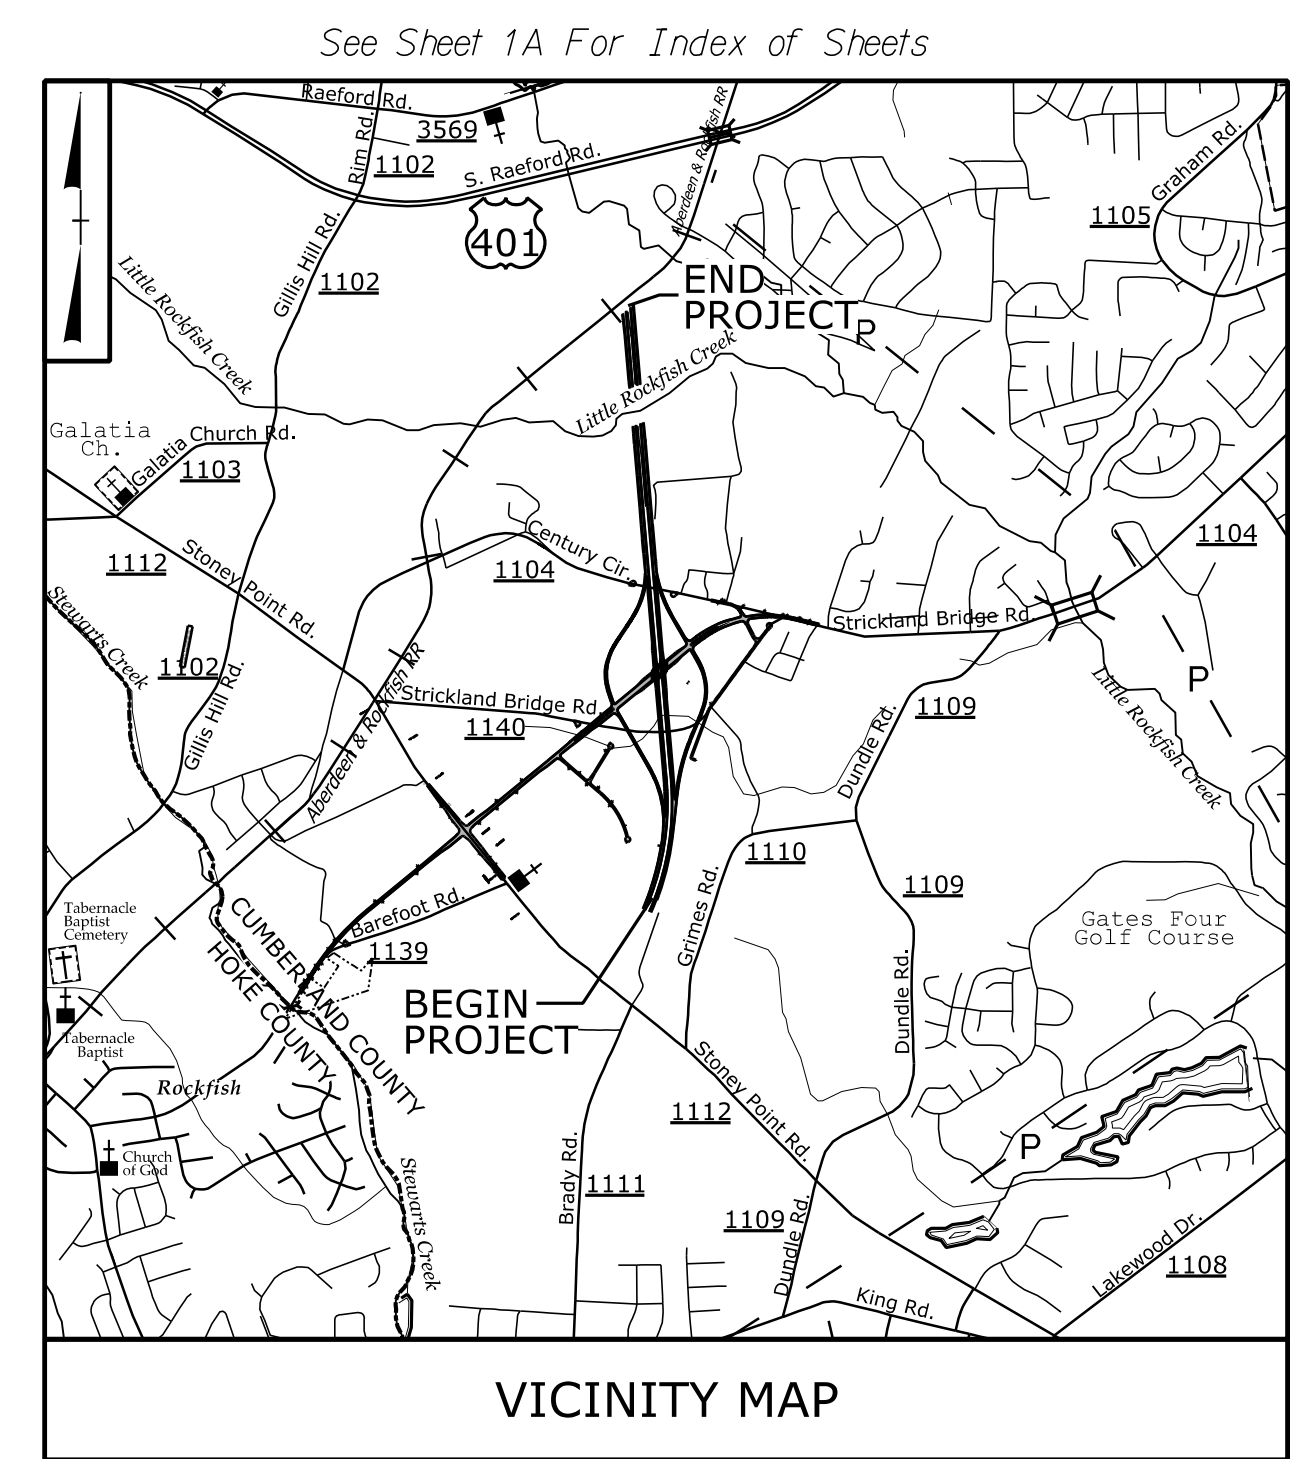 See Sheet 1A For Index of Sheets
Raeford Rd.
3569
Rim Rd.
1102
S. Raeford Rd.
Aberdeen & Rockfish RR
401
Graham Rd.
1105
Gillis Hill Rd.
1102
Little Rockfish Creek
END
PROJECT
P
Little Rockfish Creek
Galatia
Ch.
Galatia Church Rd.
1103
1112
Stoney Point Rd.
Century Cir.
1104
1104
Stewarts Creek
1102
Gillis Hill Rd.
Strickland Bridge Rd.
Aberdeen & Rockfish RR
Strickland Bridge Rd.
1140
P
1109
Dundle Rd.
Little Rockfish Creek
1110
1109
Grimes Rd.
Tabernacle
Baptist
Cemetery
Barefoot Rd.
1139
CUMBERLAND COUNTY
HOKE COUNTY
Gates Four
Golf Course
Dundle Rd.
BEGIN
PROJECT
Tabernacle
Baptist
Rockfish
Stoney Point Rd.
1112
P
Church
of God
Stewarts Creek
Brady Rd.
1111
1109
Dundle Rd.
Lakewood Dr.
1108
King Rd.
VICINITY MAP